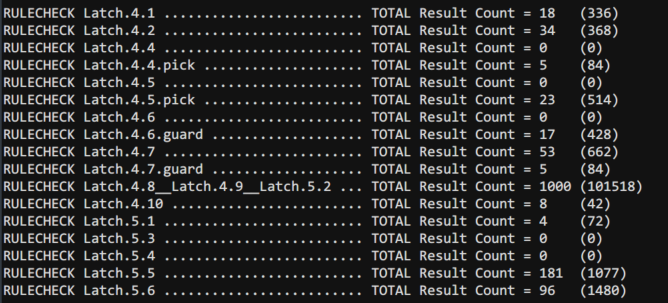 RULECHECK Latch.4.1 ......................... TOTAL Result Count = 18   (336)
RULECHECK Latch.4.2 ......................... TOTAL Result Count = 34   (368)
RULECHECK Latch.4.4 ......................... TOTAL Result Count = 0    (0)
RULECHECK Latch.4.4.pick .................... TOTAL Result Count = 5    (84)
RULECHECK Latch.4.5 ......................... TOTAL Result Count = 0    (0)
RULECHECK Latch.4.5.pick .................... TOTAL Result Count = 23   (514)
RULECHECK Latch.4.6 ......................... TOTAL Result Count = 0    (0)
RULECHECK Latch.4.6.guard ................... TOTAL Result Count = 17   (428)
RULECHECK Latch.4.7 ......................... TOTAL Result Count = 53   (662)
RULECHECK Latch.4.7.guard ................... TOTAL Result Count = 5    (84)
RULECHECK Latch.4.8__Latch.4.9__Latch.5.2 ... TOTAL Result Count = 1000 (101518)
RULECHECK Latch.4.10 ........................ TOTAL Result Count = 8    (42)
RULECHECK Latch.5.1 ......................... TOTAL Result Count = 4    (72)
RULECHECK Latch.5.3 ......................... TOTAL Result Count = 0    (0)
RULECHECK Latch.5.4 ......................... TOTAL Result Count = 0    (0)
RULECHECK Latch.5.5 ......................... TOTAL Result Count = 181  (1077)
RULECHECK Latch.5.6 ......................... TOTAL Result Count = 96   (1480)